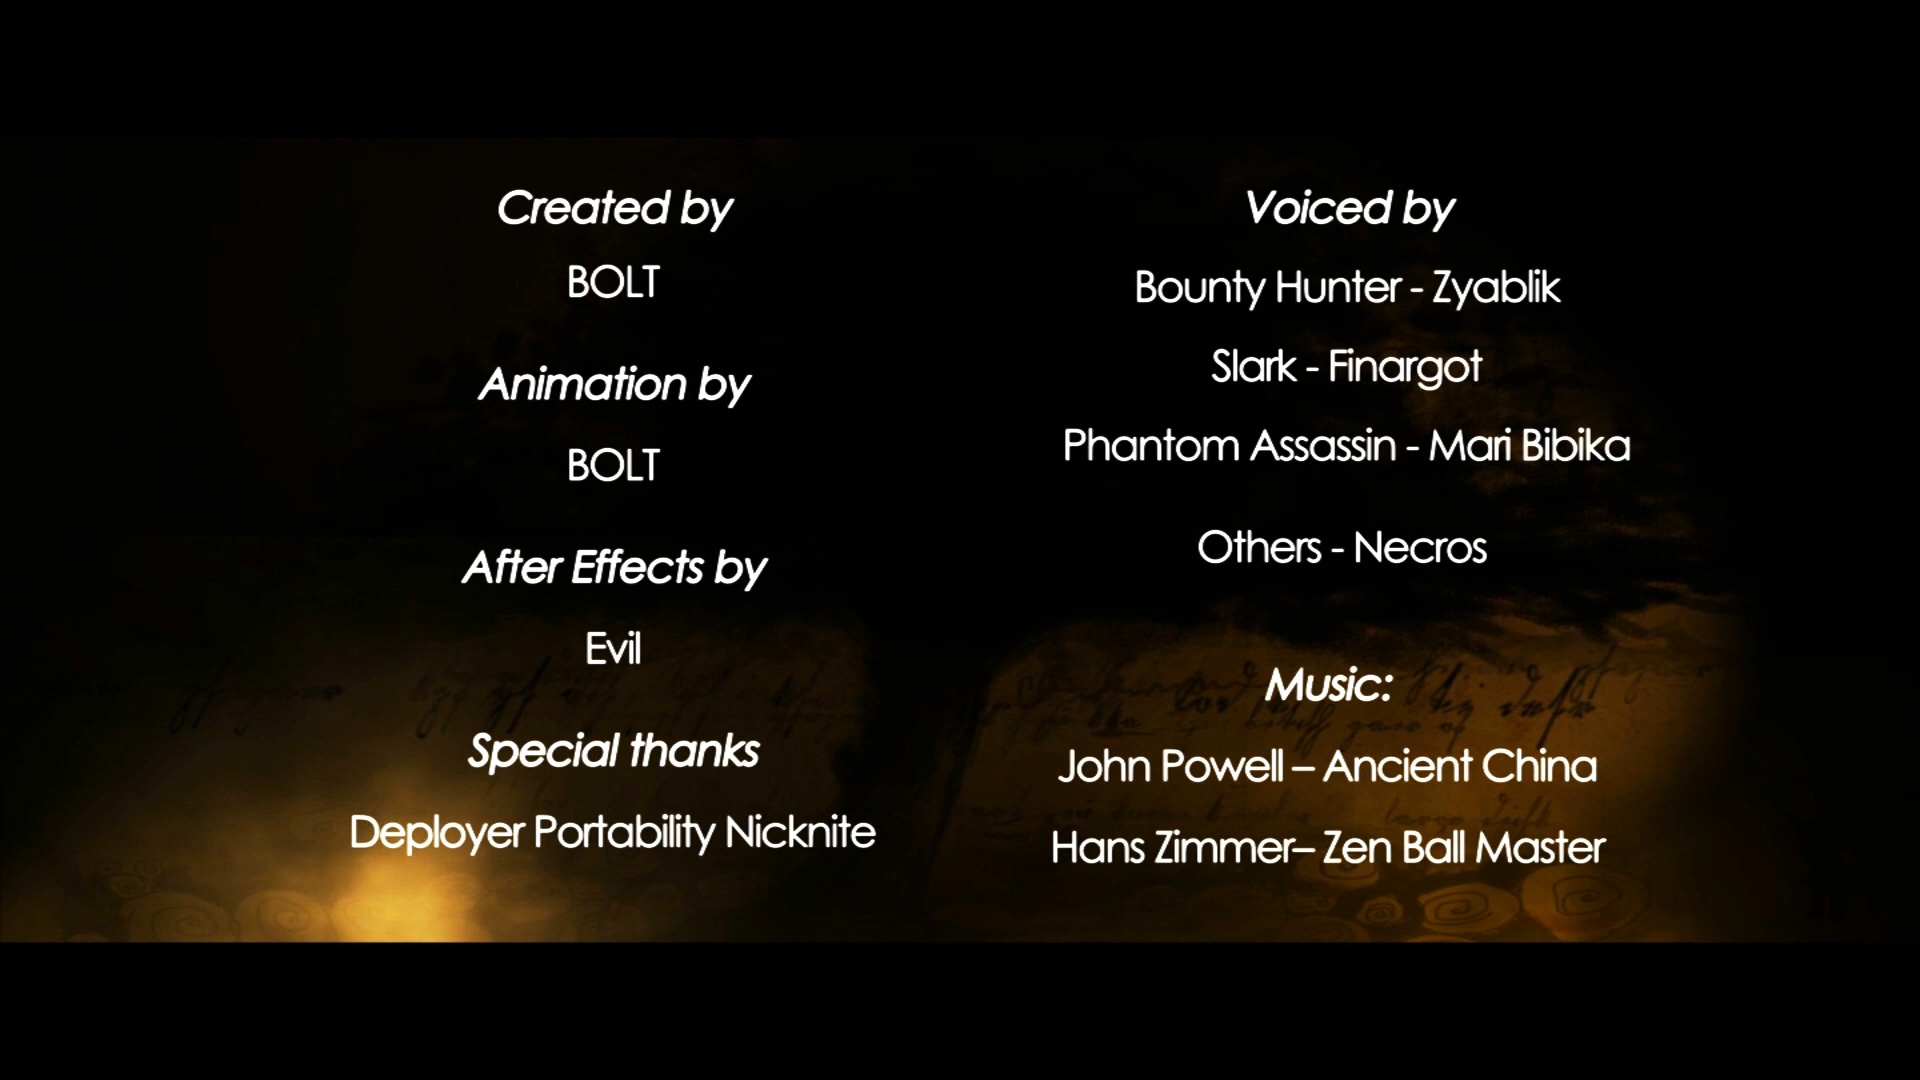 Created by
BOLT
Animation by
BOLT
After Effects by
Evil
Special thanks
Deployer Portability Nicknite
Voiced by
Bounty Hunter - Zyablik
Slark - Finargot
Phantom Assassin - Mari Bibika
Others - Necros
Music:
John Powell – Ancient China
Hans Zimmer– Zen Ball Master